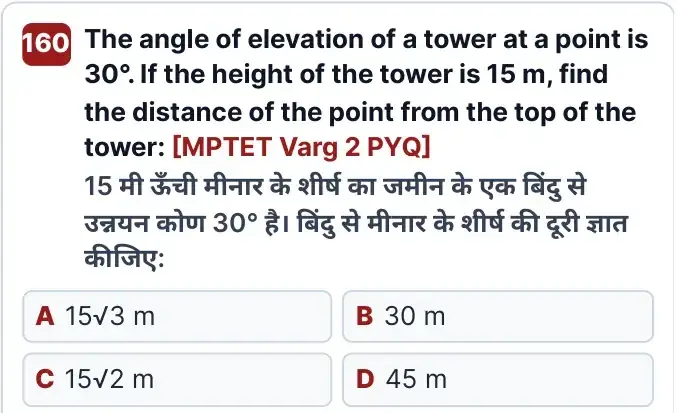 160 The angle of elevation of a tower at a point is
30°. If the height of the tower is 15 m, find
the distance of the point from the top of the
tower: [MPTET Varg 2 PYQ]
15 मी ऊँची मीनार के शीर्ष का जमीन के एक बिंदु से
उन्नयन कोण 30° है। बिंदु से मीनार के शीर्ष की दूरी ज्ञात
कीजिए:
A 15√3 m
B 30 m
C 15√2 m
D 45 m